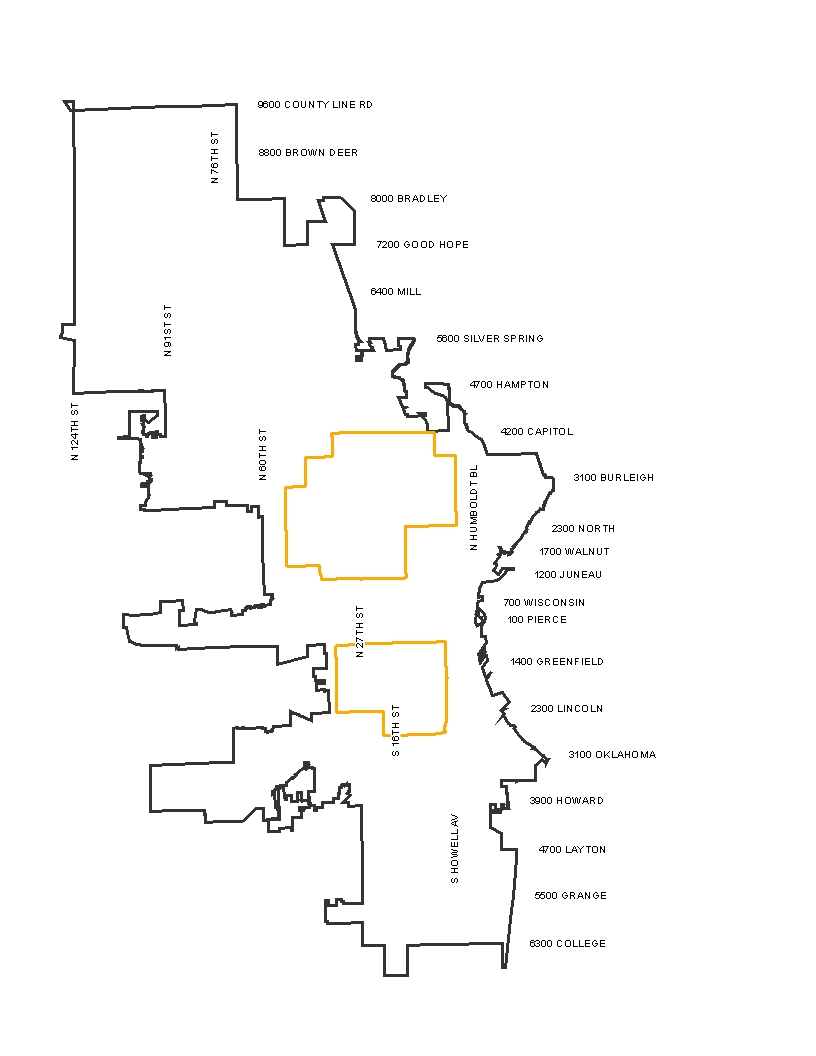 9600 COUNTY LINE RD
N 76TH ST
8800 BROWN DEER
8000 BRADLEY
7200 GOOD HOPE
6400 MILL
N 91ST ST
5600 SILVER SPRING
4700 HAMPTON
N 124TH ST
4200 CAPITOL
N 60TH ST
3100 BURLEIGH
N HUMBOLDT BL
2300 NORTH
1700 WALNUT
1200 JUNEAU
700 WISCONSIN
100 PIERCE
N 27TH ST
1400 GREENFIELD
2300 LINCOLN
S 16TH ST
3100 OKLAHOMA
3900 HOWARD
S HOWELL AV
4700 LAYTON
5500 GRANGE
6300 COLLEGE